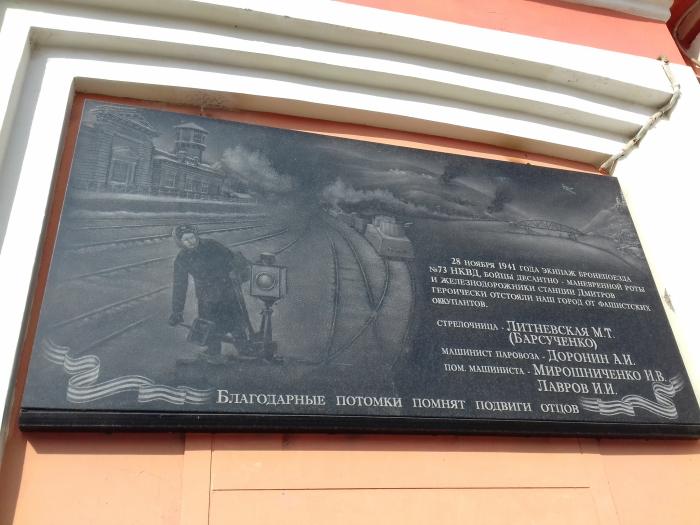 28 НОЯБРЯ 1941 ГОДА ЭКИПАЖ БРОНЕПОЕЗДА
№73 НКВД, БОЙЦЫ ДЕСАНТНО - МАНЕВРЕННОЙ РОТЫ
И ЖЕЛЕЗНОДОРОЖНИКИ СТАНЦИИ ДМИТРОВ
ГЕРОИЧЕСКИ ОТСТОЯЛИ НАШ ГОРОД ОТ ФАШИСТСКИХ
ОККУПАНТОВ.
СТРЕЛОЧНИЦА - ЛИТНЕВСКАЯ М.Т.
(БАРСУЧЕНКО)
МАШИНИСТ ПАРОВОЗА - ДОРОНИН А.И.
ПОМ. МАШИНИСТА - МИРОШНИЧЕНКО И.В.
ЛАВРОВ И.И.
БЛАГОДАРНЫЕ ПОТОМКИ ПОМНЯТ ПОДВИГИ ОТЦОВ